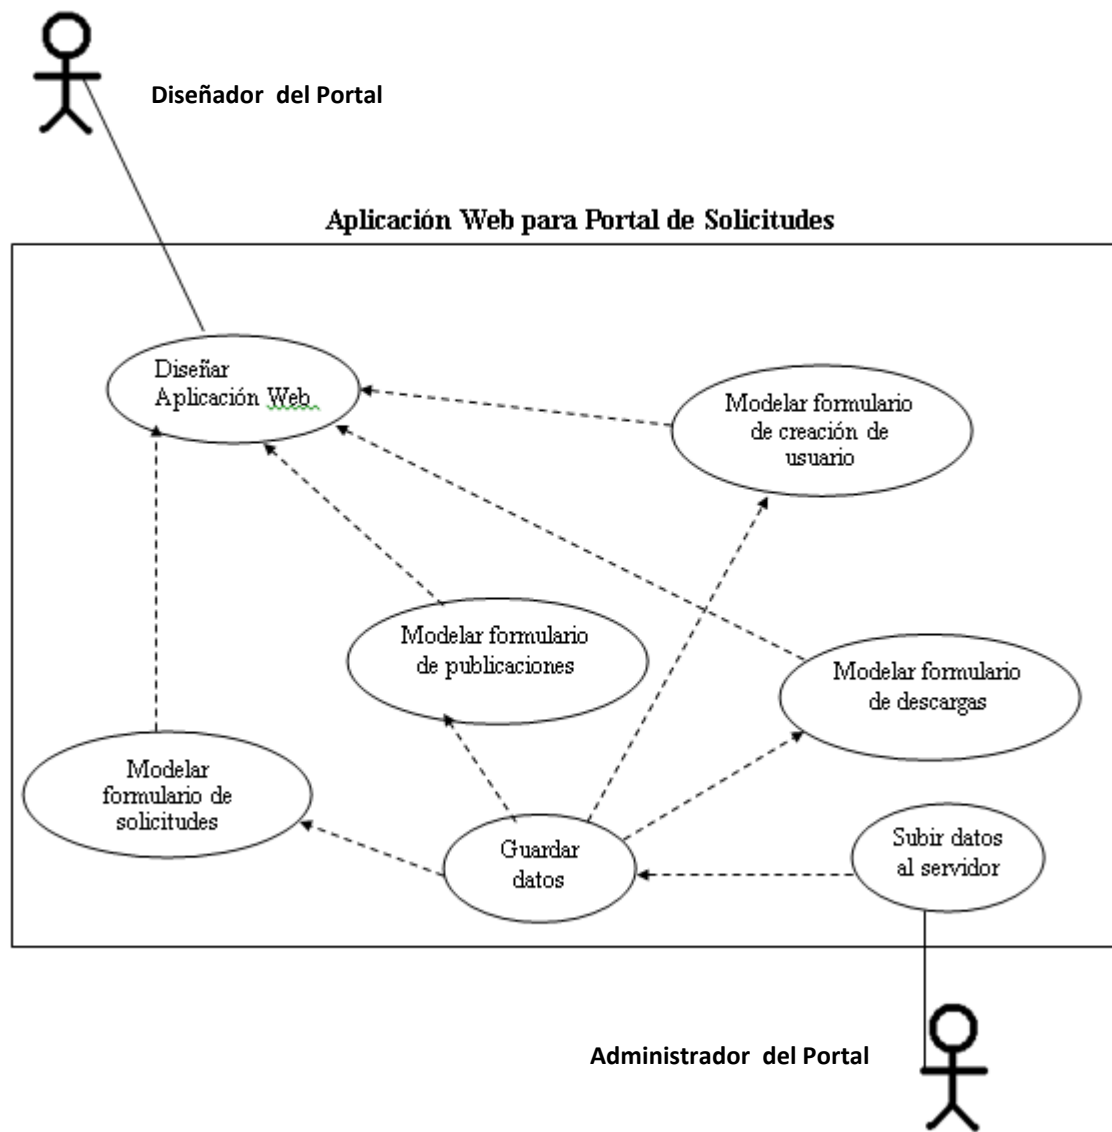 Diseñador  del Portal
Aplicación Web para Portal de Solicitudes
Diseñar
Aplicación Web
Modelar formulario
de creación de
usuario
Modelar formulario
de publicaciones
Modelar formulario
de descargas
Modelar
formulario de
solicitudes
Guardar
datos
Subir datos
al servidor
Administrador  del Portal